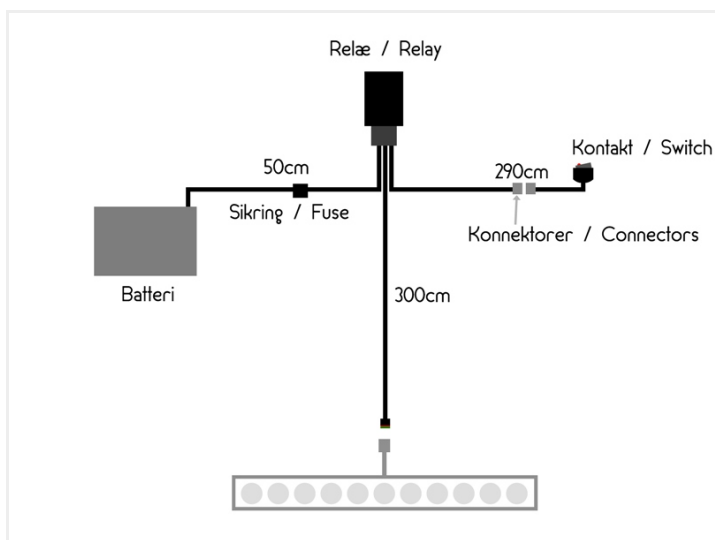 Relæ / Relay
50cm
290cm
Kontakt / Switch
Sikring / Fuse
Konnektorer / Connectors
Batteri
300cm